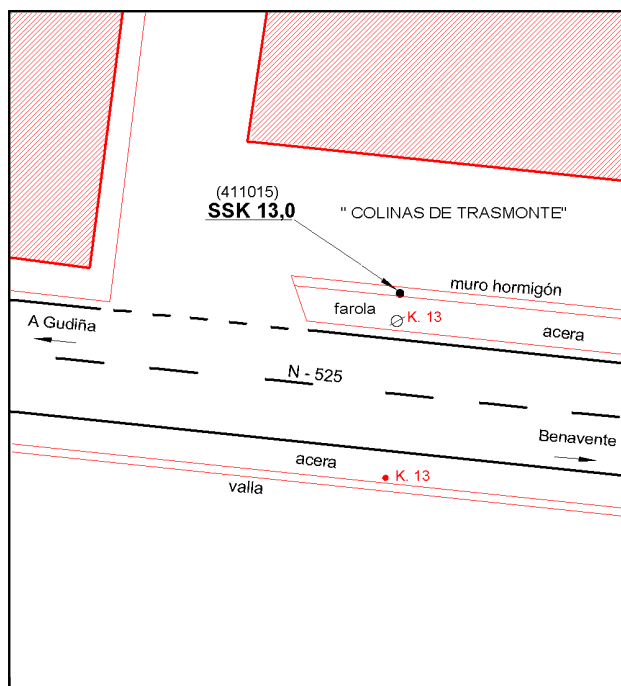 (411015)
SSK 13,0
" COLINAS DE TRASMONTE"
muro hormigón
farola
K. 13
acera
A Gudiña
N - 525
Benavente
acera
K. 13
valla